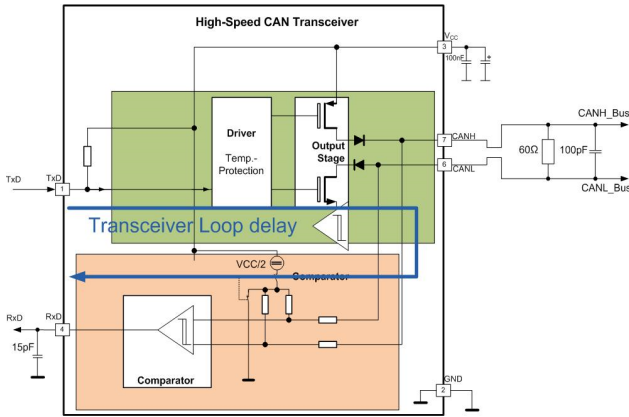 High-Speed CAN Transceiver
VCC
3
100nF
+
Driver
Temp.-
Protection
Output
Stage
7
CANH
6
CANL
CANH_Bus
60Ω
100pF
CANL_Bus
TxD
TxD
1
Transceiver Loop delay
VCC/2
Comparator
RxD
RxD
4
15pF
Comparator
GND
2